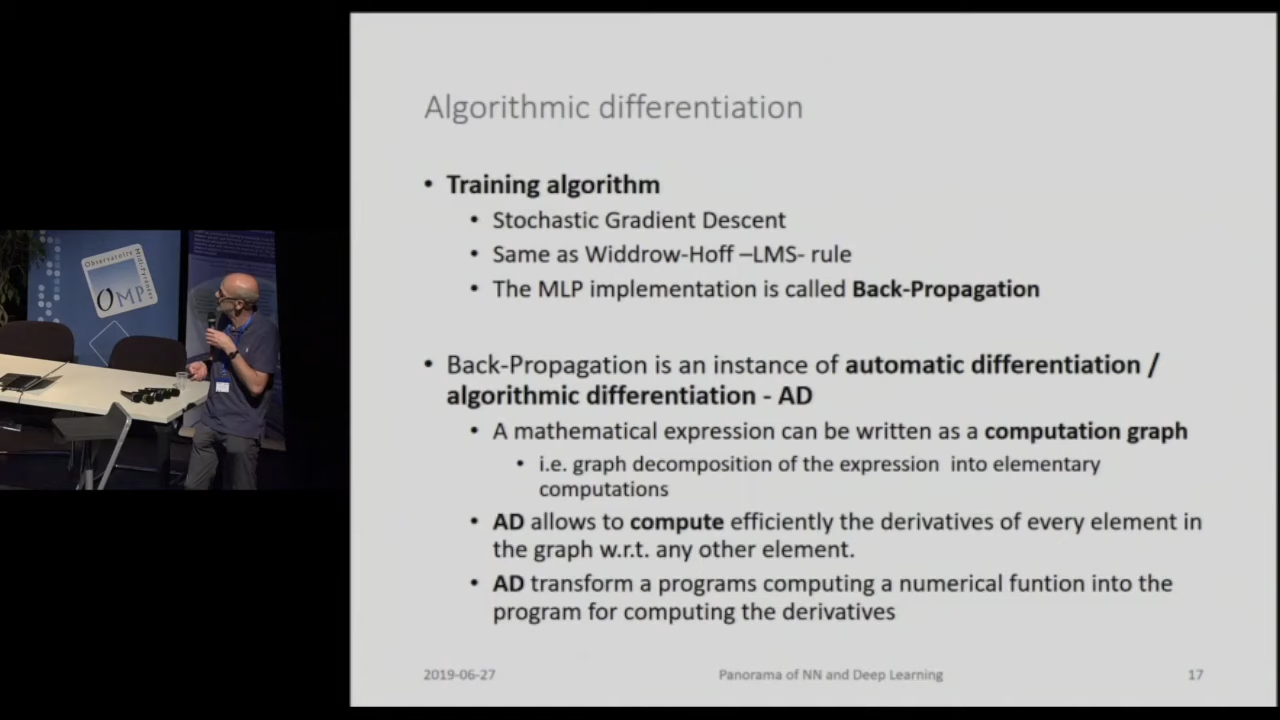 Algorithmic differentiation
• Training algorithm
• Stochastic Gradient Descent
• Same as Widdrow-Hoff –LMS- rule
• The MLP implementation is called Back-Propagation
• Back-Propagation is an instance of automatic differentiation /
algorithmic differentiation - AD
• A mathematical expression can be written as a computation graph
• i.e. graph decomposition of the expression into elementary
computations
• AD allows to compute efficiently the derivatives of every element in
the graph w.r.t. any other element.
• AD transform a programs computing a numerical funtion into the
program for computing the derivatives
2019-06-27
Panorama of NN and Deep Learning
17
Observatoire
Midi-Pyrénées
OMP